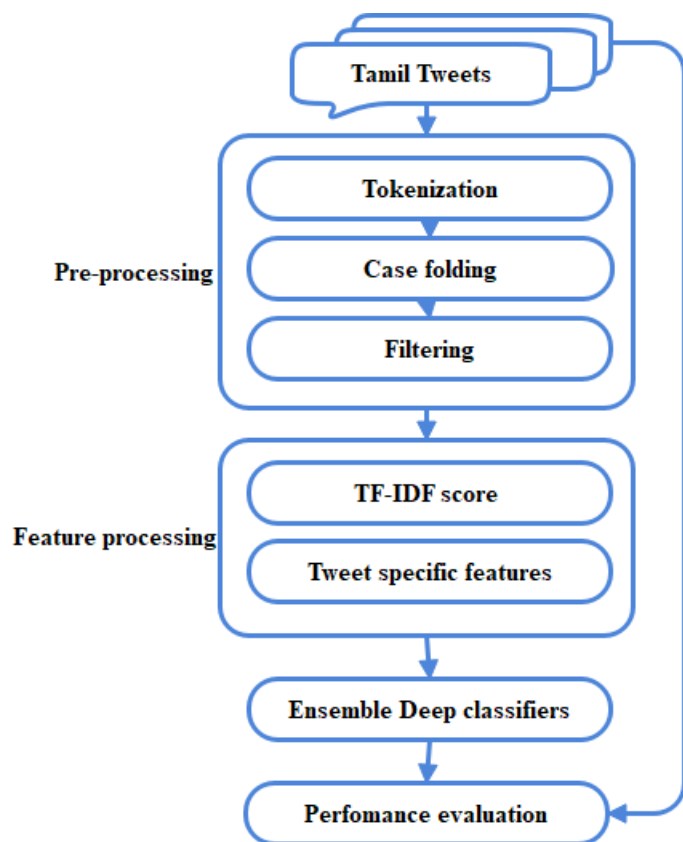 Tamil Tweets
Tokenization
Pre-processing
Case folding
Filtering
TF-IDF score
Feature processing
Tweet specific features
Ensemble Deep classifiers
Perfomance evaluation